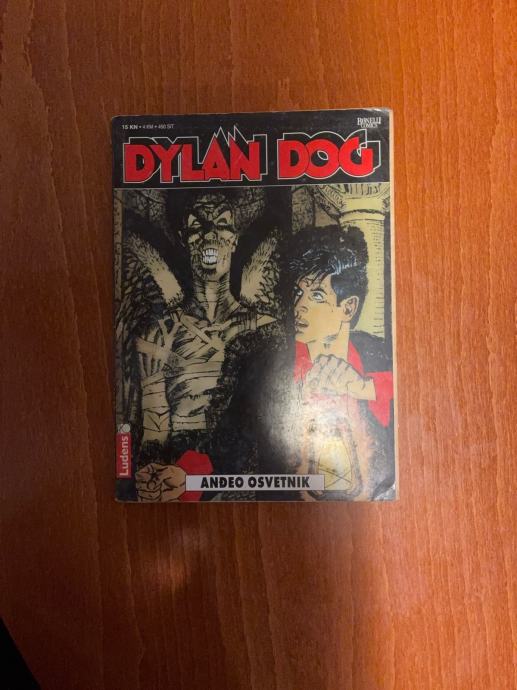 15 KN • 4 KM • 450 SIT
BONELLI
COMICS
DYLAN DOG
Ludens
ANĐEO OSVETNIK